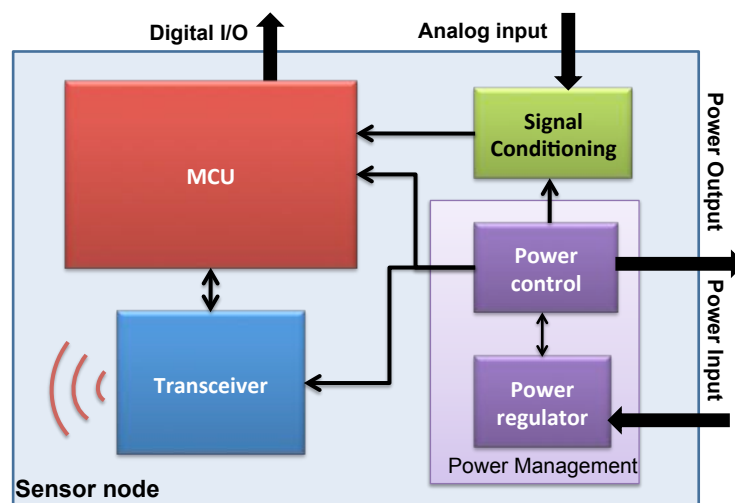 Digital I/O
Analog input
MCU
Signal
Conditioning
Power Output
Power
control
Power Input
Transceiver
Power
regulator
Power Management
Sensor node